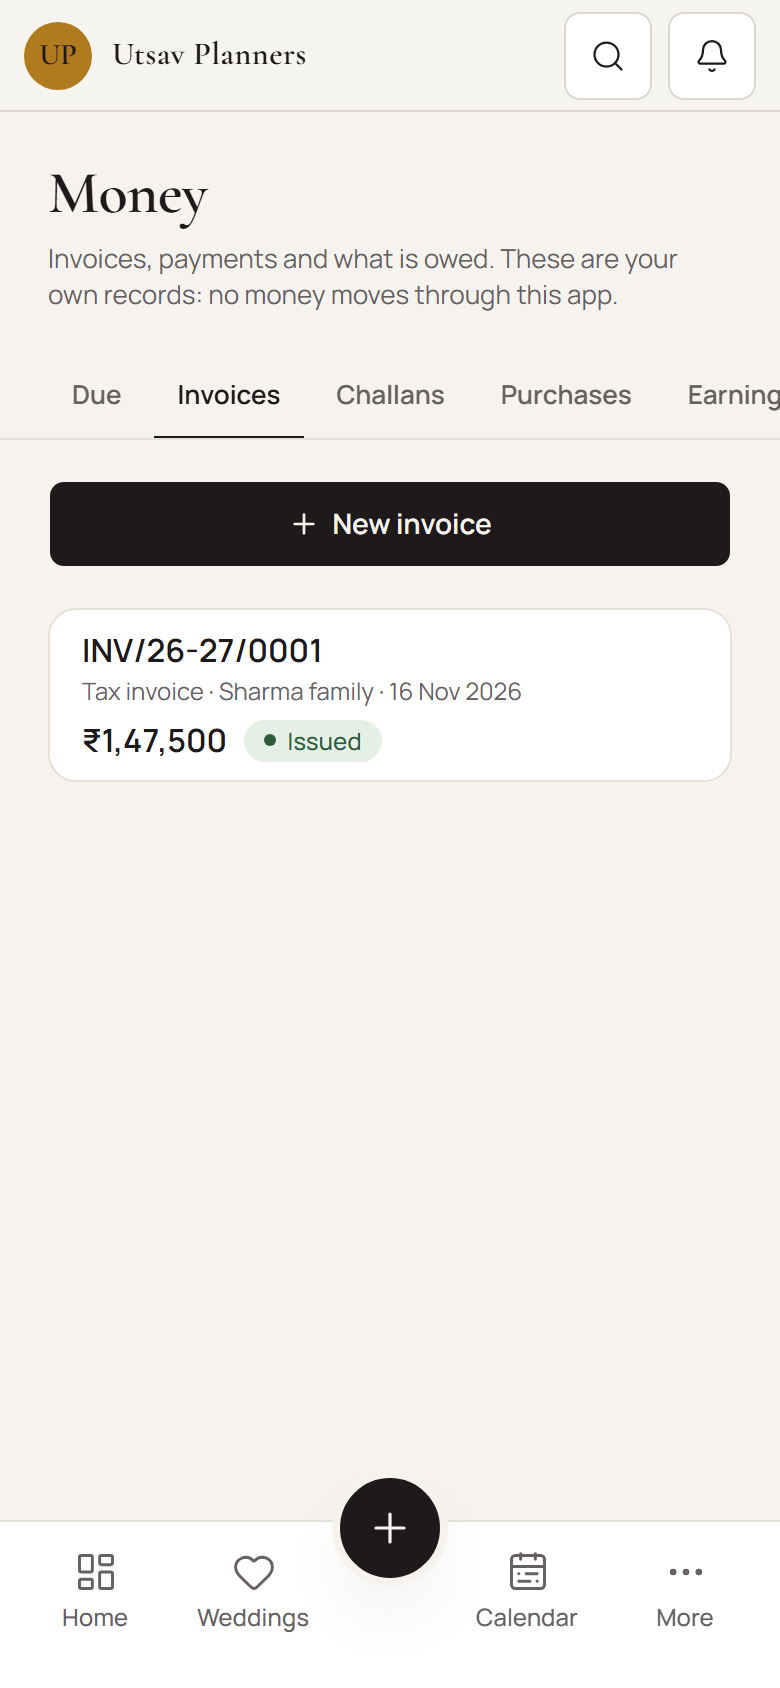 UP Utsav Planners
Money
Invoices, payments and what is owed. These are your
own records: no money moves through this app.
Due Invoices Challans Purchases Earning
+ New invoice
INV/26-27/0001
Tax invoice · Sharma family · 16 Nov 2026
₹1,47,500 Issued
Home Weddings Calendar More